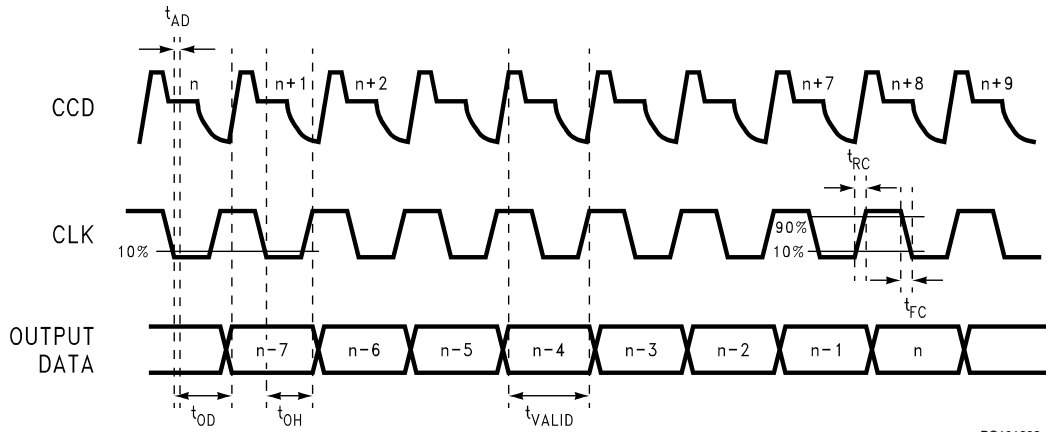 tAD
CCD n n+1 n+2 n+7 n+8 n+9
tRC
CLK
10% 90%
10%
tFC
OUTPUT
DATA n-7 n-6 n-5 n-4 n-3 n-2 n-1 n
tOD tOH tVALID